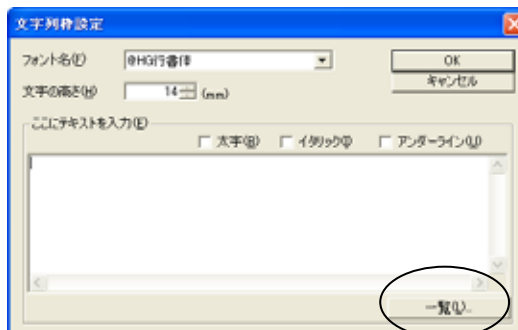 文字列枠設定
フォント名(F) @HG行書体
OK
キャンセル
文字の高さ(H) 14 (mm)
ここにテキストを入力(E)
太字(B) イタリック(I) アンダーライン(U)
一覧(L)...